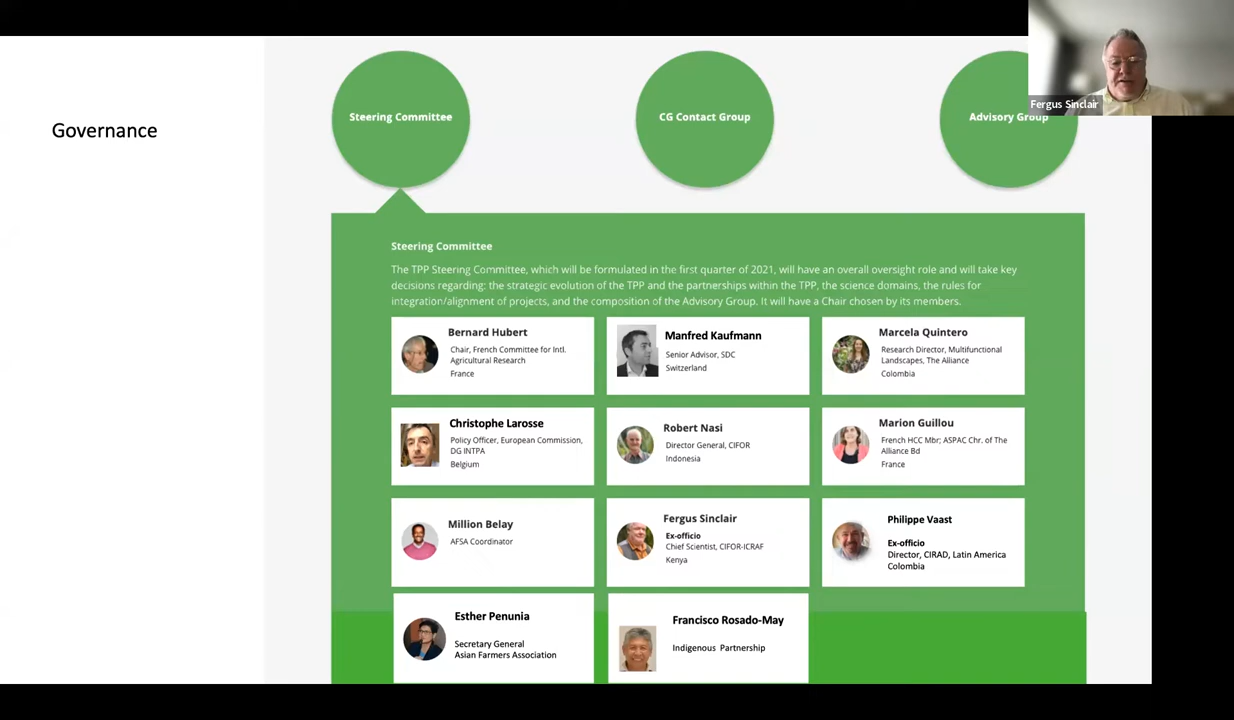 Governance
Steering Committee
CG Contact Group
Advisory Group
Fergus Sinclair
Steering Committee
The TPP Steering Committee, which will be formulated in the first quarter of 2021, will have an overall oversight role and will take key
decisions regarding: the strategic evolution of the TPP and the partnerships within the TPP, the science domains, the rules for
integration/alignment of projects, and the composition of the Advisory Group. It will have a Chair chosen by its members.
Bernard Hubert
Chair, French Committee for Intl.
Agricultural Research
France
Manfred Kaufmann
Senior Advisor, SDC
Switzerland
Marcela Quintero
Research Director, Multifunctional
Landscapes, The Alliance
Colombia
Christophe Larosse
Policy Officer, European Commission,
DG INTPA
Belgium
Robert Nasi
Director General, CIFOR
Indonesia
Marion Guillou
French HCC Mbr; ASPAC Chr. of The
Alliance Bd
France
Million Belay
AFSA Coordinator
Fergus Sinclair
Ex-officio
Chief Scientist, CIFOR-ICRAF
Kenya
Philippe Vaast
Ex-officio
Director, CIRAD, Latin America
Colombia
Esther Penunia
Secretary General
Asian Farmers Association
Francisco Rosado-May
Indigenous Partnership